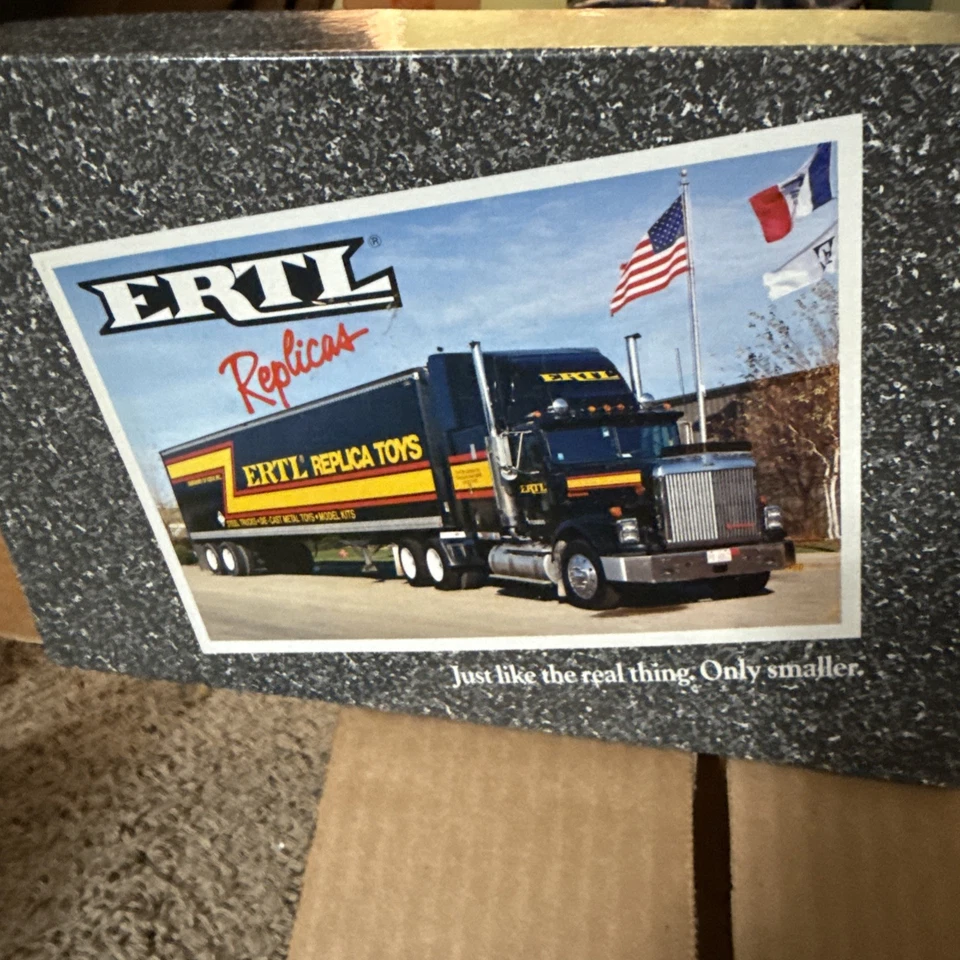 ERTL®
Replicas
ERTL
ERTL® REPLICA TOYS
STEEL TRUCKS • DIE-CAST METAL TOYS • MODEL KITS
ERTL
Just like the real thing. Only smaller.